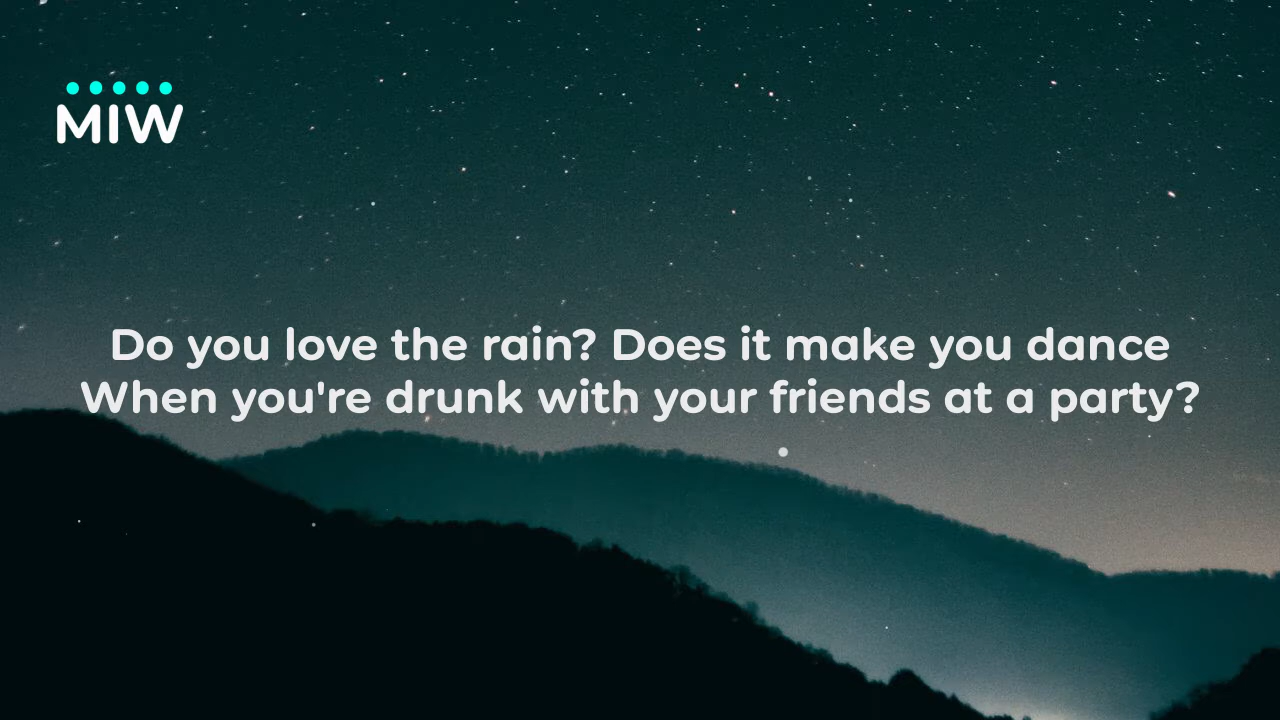 MIW
Do you love the rain? Does it make you dance
When you're drunk with your friends at a party?